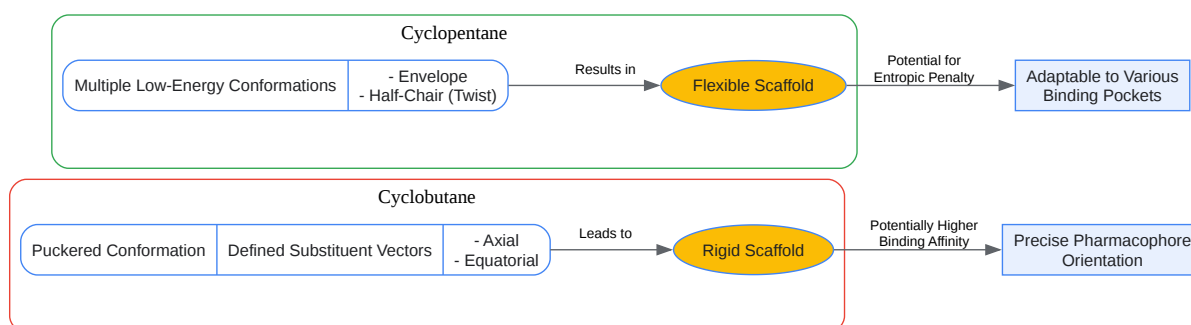 Cyclopentane
Multiple Low-Energy Conformations
- Envelope
- Half-Chair (Twist)
Results in
Flexible Scaffold
Potential for
Entropic Penalty
Adaptable to Various
Binding Pockets
Cyclobutane
Puckered Conformation
Defined Substituent Vectors
- Axial
- Equatorial
Leads to
Rigid Scaffold
Potentially Higher
Binding Affinity
Precise Pharmacophore
Orientation